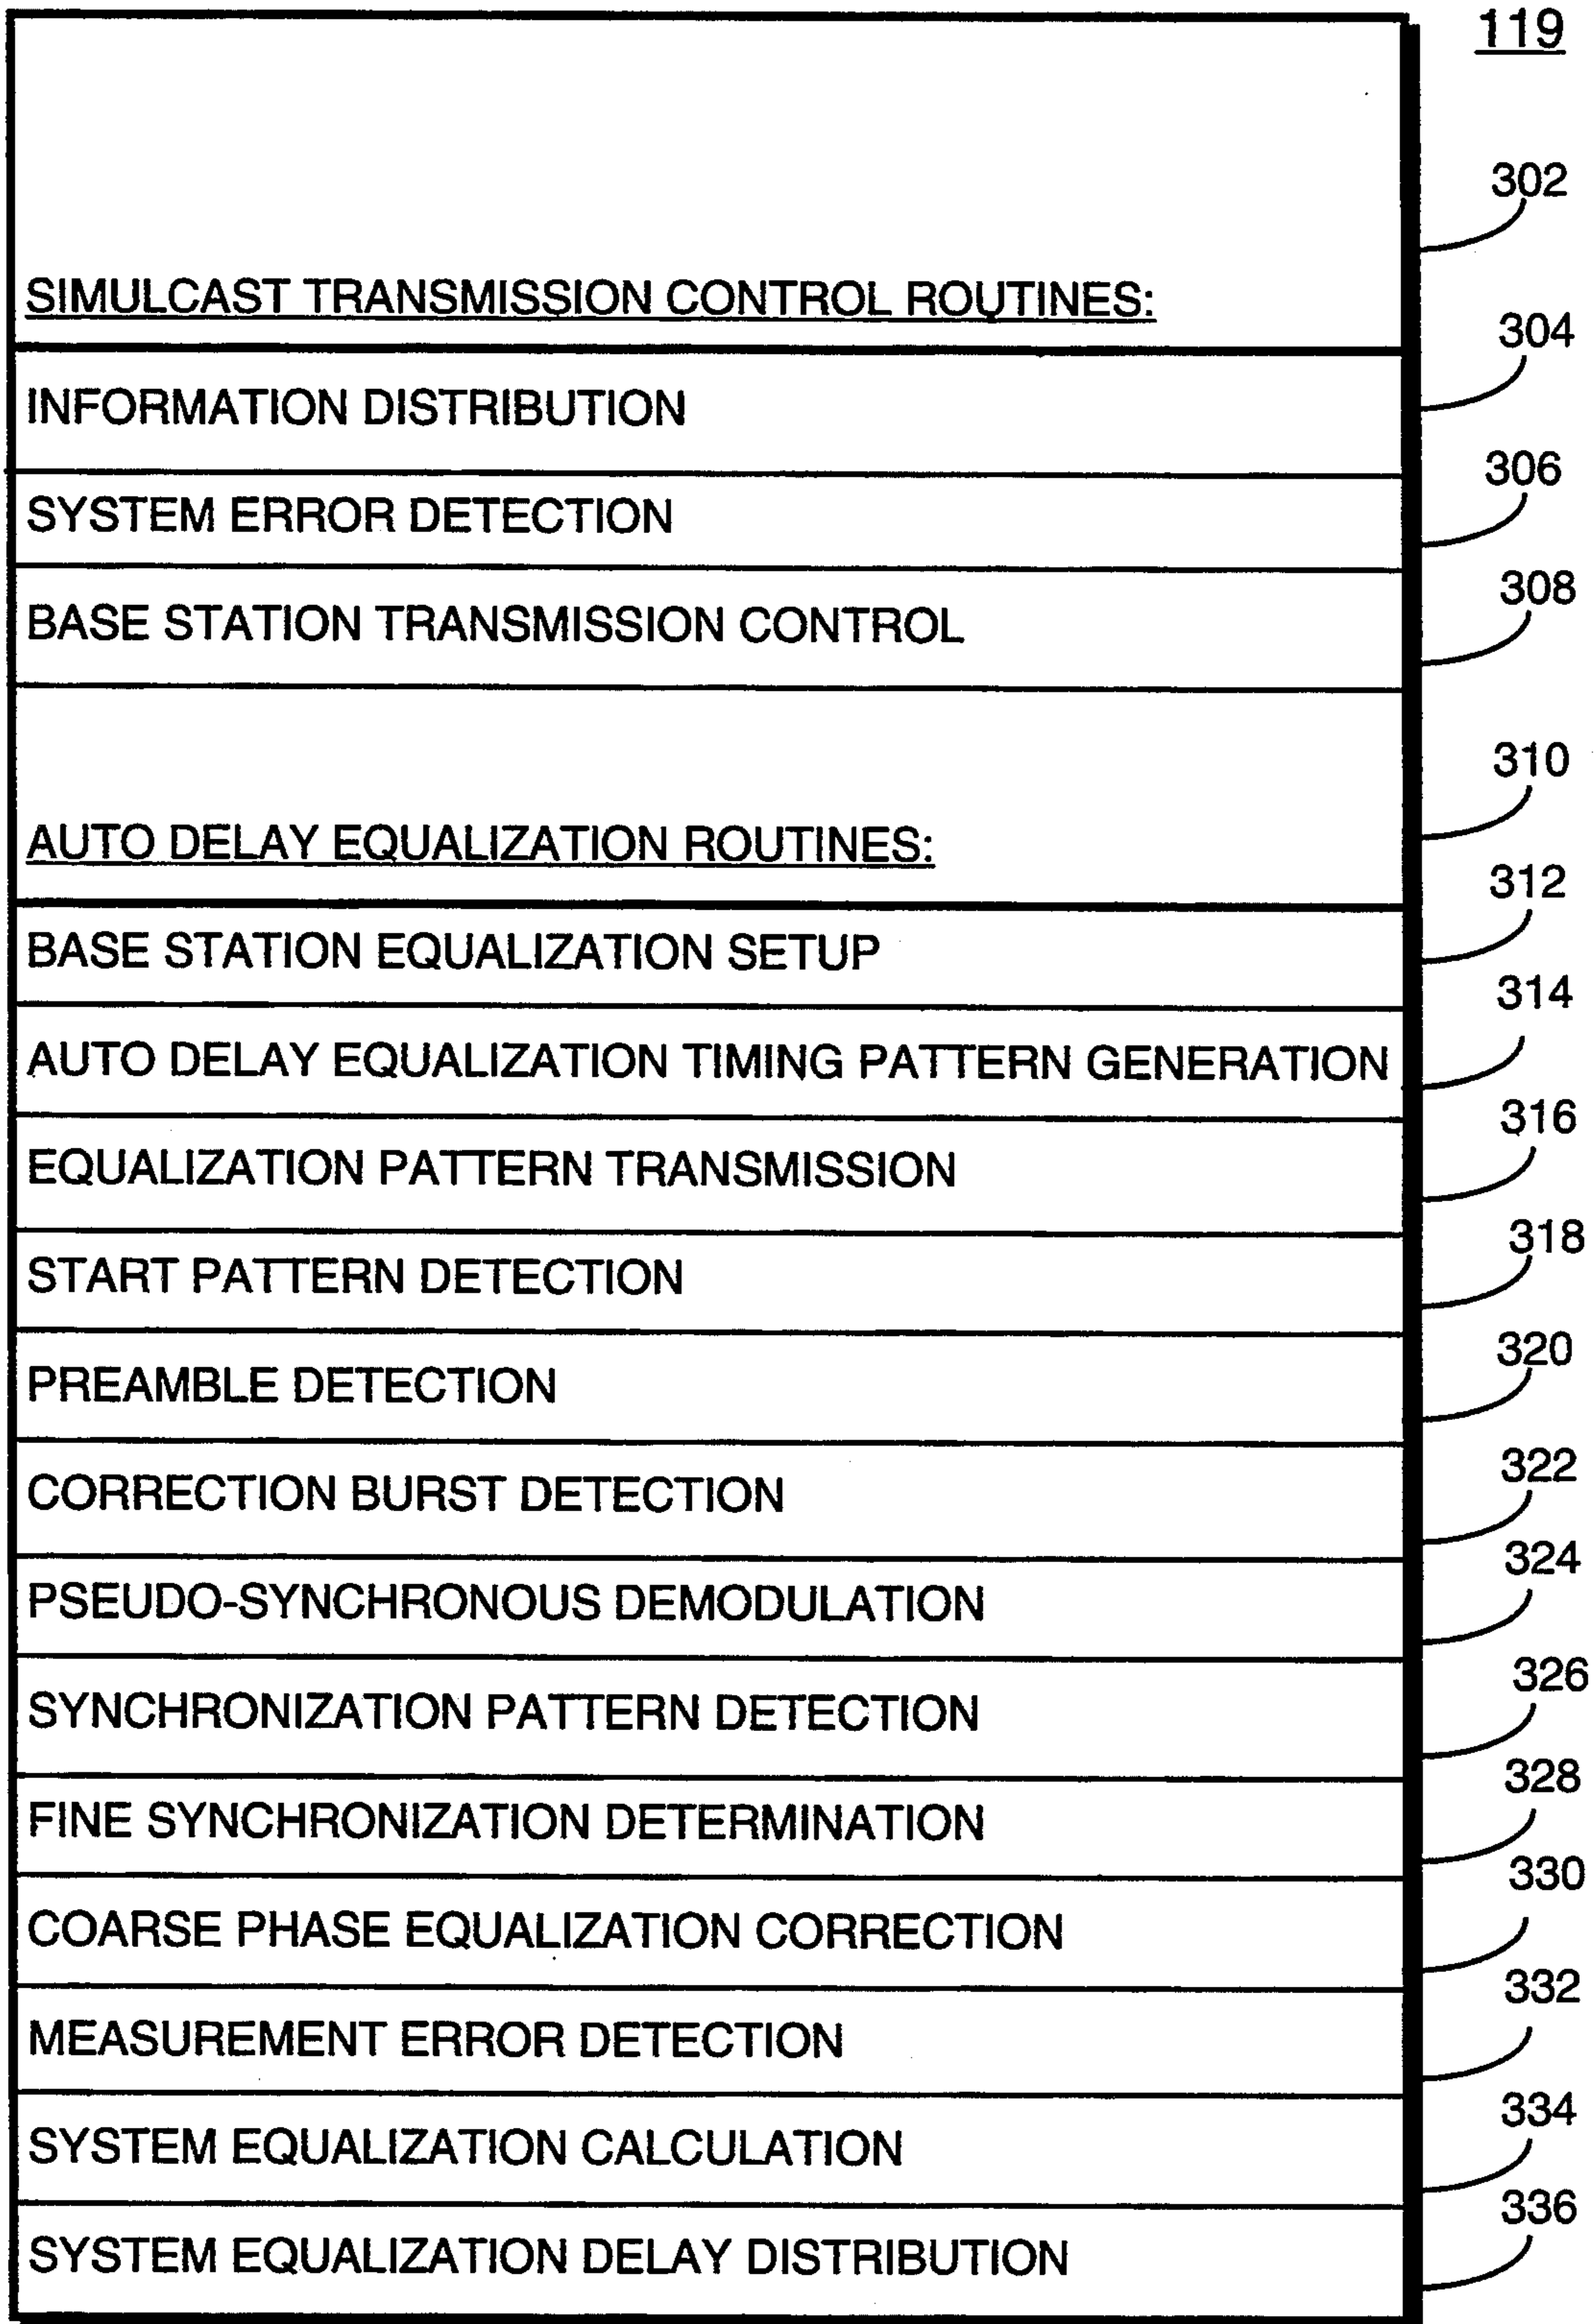 119
302
SIMULCAST TRANSMISSION CONTROL ROUTINES:
304
INFORMATION DISTRIBUTION
306
SYSTEM ERROR DETECTION
308
BASE STATION TRANSMISSION CONTROL
310
AUTO DELAY EQUALIZATION ROUTINES:
312
BASE STATION EQUALIZATION SETUP
314
AUTO DELAY EQUALIZATION TIMING PATTERN GENERATION
316
EQUALIZATION PATTERN TRANSMISSION
318
START PATTERN DETECTION
320
PREAMBLE DETECTION
322
CORRECTION BURST DETECTION
324
PSEUDO-SYNCHRONOUS DEMODULATION
326
SYNCHRONIZATION PATTERN DETECTION
328
FINE SYNCHRONIZATION DETERMINATION
330
COARSE PHASE EQUALIZATION CORRECTION
332
MEASUREMENT ERROR DETECTION
334
SYSTEM EQUALIZATION CALCULATION
336
SYSTEM EQUALIZATION DELAY DISTRIBUTION